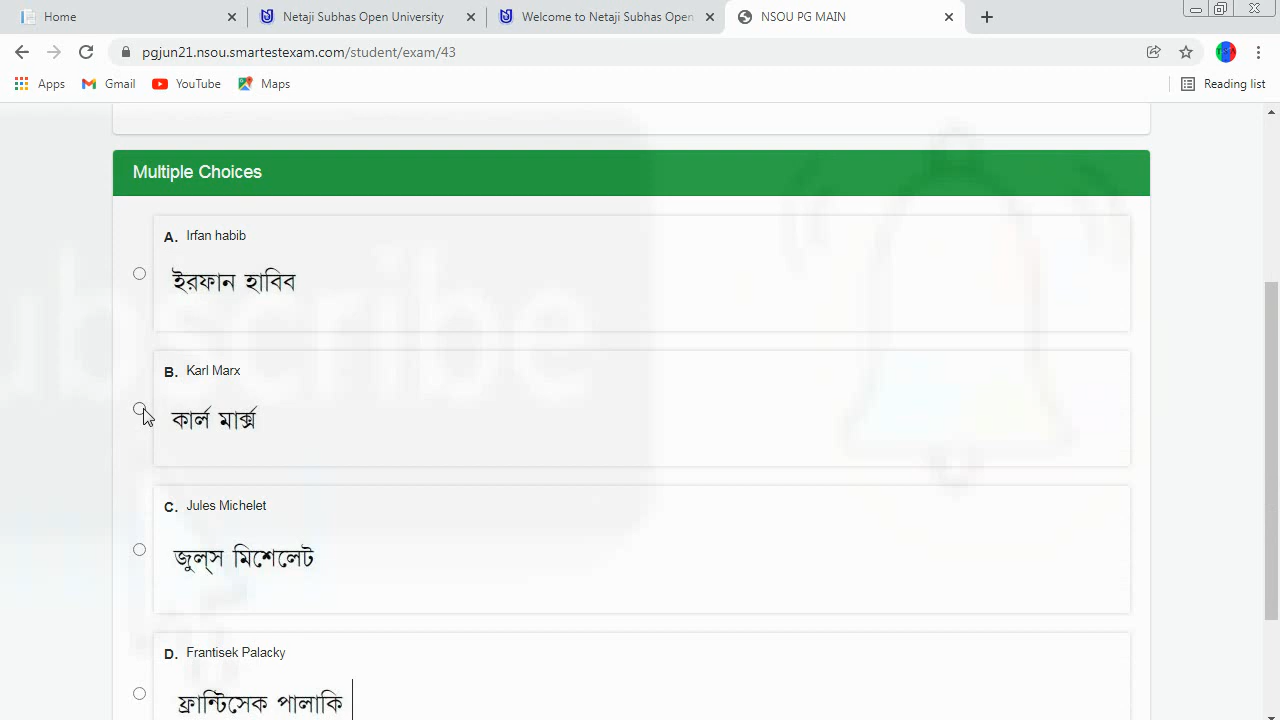 Home
Netaji Subhas Open University
Welcome to Netaji Subhas Open
NSOU PG MAIN
pgjun21.nsou.smartestexam.com/student/exam/43
Apps
Gmail
YouTube
Maps
Reading list
Multiple Choices
A. Irfan habib
ইরফান হাবিব
B. Karl Marx
কার্ল মার্ক্স
C. Jules Michelet
জুল্স মিশেলেট
D. Frantisek Palacky
ফ্রান্টিসেক পালাকি
ubscribe